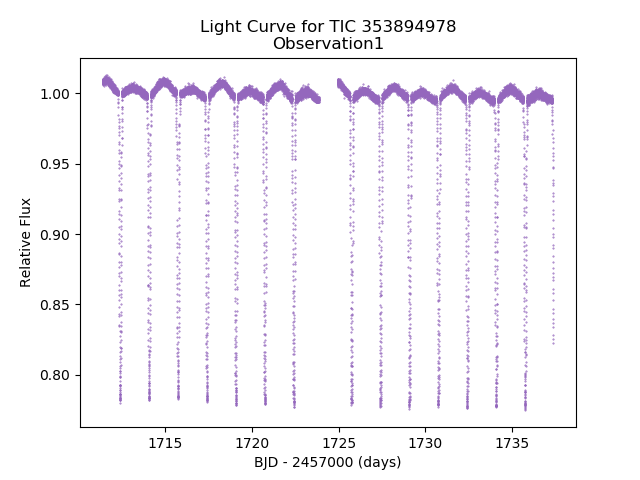 Light Curve for TIC 353894978
Observation1
1.00
0.95
0.90
0.85
0.80
Relative Flux
1715
1720
1725
1730
1735
BJD - 2457000 (days)